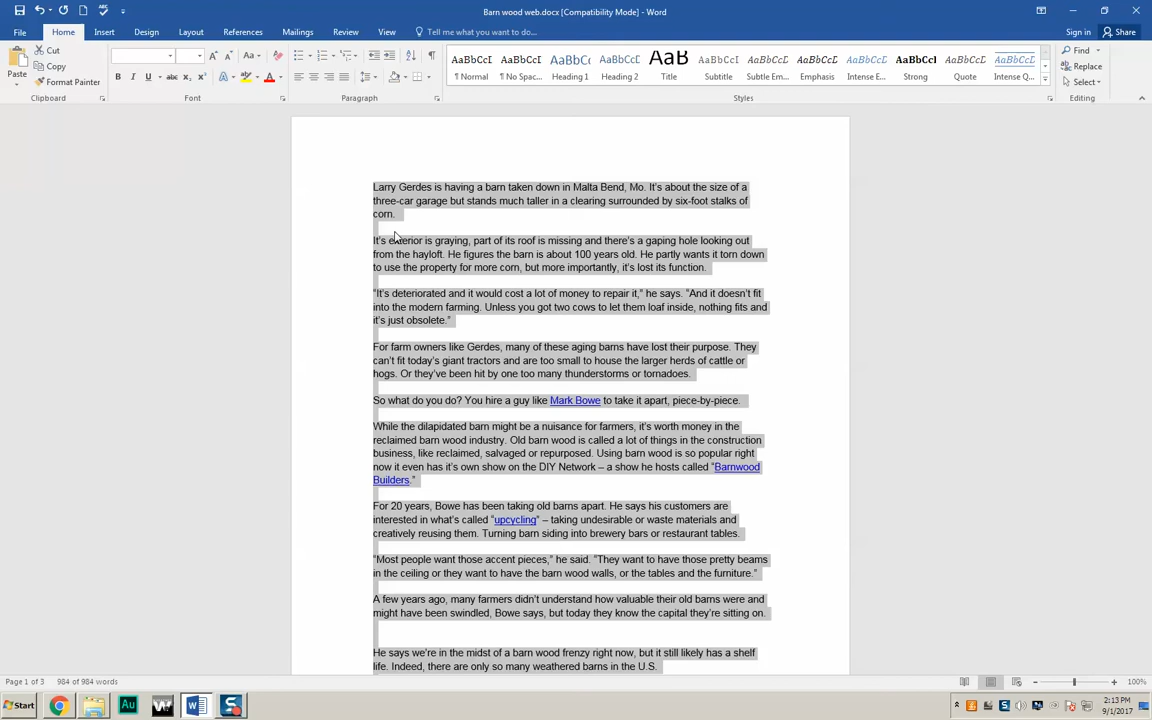 Barn wood web.docx [Compatibility Mode] - Word
File Home Insert Design Layout References Mailings Review View Tell me what you want to do... Share
Paste
Cut
Copy
Format Painter
Clipboard
Font
Paragraph
AaBbCcI AaBbCcI AaBbCc AaBbCcC AaB AaBbCcD AaBbCcD AaBbCcD AaBbCcD AaBbCcI AaBbCcD AaBbCcD
¶ Normal ¶ No Spac... Heading 1 Heading 2 Title Subtitle Subtle Em... Emphasis Intense E... Strong Quote Intense Q...
Styles
Find
Replace
Select
Editing
Larry Gerdes is having a barn taken down in Malta Bend, Mo. It’s about the size of a
three-car garage but stands much taller in a clearing surrounded by six-foot stalks of
corn.
It’s exterior is graying, part of its roof is missing and there’s a gaping hole looking out
from the hayloft. He figures the barn is about 100 years old. He partly wants it torn down
to use the property for more corn, but more importantly, it’s lost its function.
“It’s deteriorated and it would cost a lot of money to repair it,” he says. “And it doesn’t fit
into the modern farming. Unless you got two cows to let them loaf inside, nothing fits and
it’s just obsolete.”
For farm owners like Gerdes, many of these aging barns have lost their purpose. They
can’t fit today’s giant tractors and are too small to house the larger herds of cattle or
hogs. Or they’ve been hit by one too many thunderstorms or tornadoes.
So what do you do? You hire a guy like Mark Bowe to take it apart, piece-by-piece.
While the dilapidated barn might be a nuisance for farmers, it’s worth money in the
reclaimed barn wood industry. Old barn wood is called a lot of things in the construction
business, like reclaimed, salvaged or repurposed. Using barn wood is so popular right
now it even has it’s own show on the DIY Network – a show he hosts called “Barnwood
Builders.”
For 20 years, Bowe has been taking old barns apart. He says his customers are
interested in what’s called “upcycling” – taking undesirable or waste materials and
creatively reusing them. Turning barn siding into brewery bars or restaurant tables.
“Most people want those accent pieces,” he said. “They want to have those pretty beams
in the ceiling or they want to have the barn wood walls, or the tables and the furniture.”
A few years ago, many farmers didn’t understand how valuable their old barns were and
might have been swindled, Bowe says, but today they know the capital they’re sitting on.
He says we’re in the midst of a barn wood frenzy right now, but it still likely has a shelf
life. Indeed, there are only so many weathered barns in the U.S.
Page 1 of 3 984 of 984 words 100%
Start Au W S 2:13 PM
9/1/2017